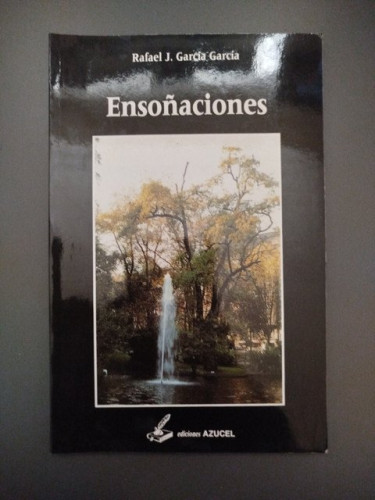 Rafael J. García García
Ensoñaciones
ediciones AZUCEL